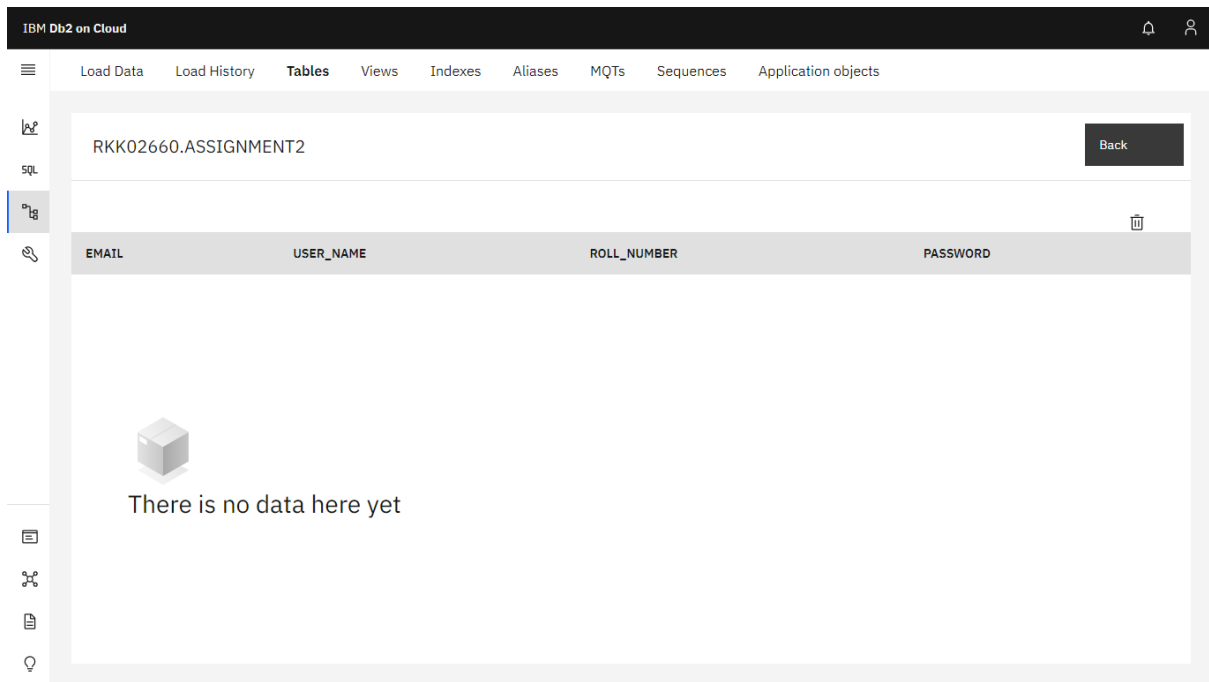 IBM Db2 on Cloud
Load Data Load History Tables Views Indexes Aliases MQTs Sequences Application objects
RKK02660.ASSIGNMENT2
Back
SQL
EMAIL USER_NAME ROLL_NUMBER PASSWORD
There is no data here yet